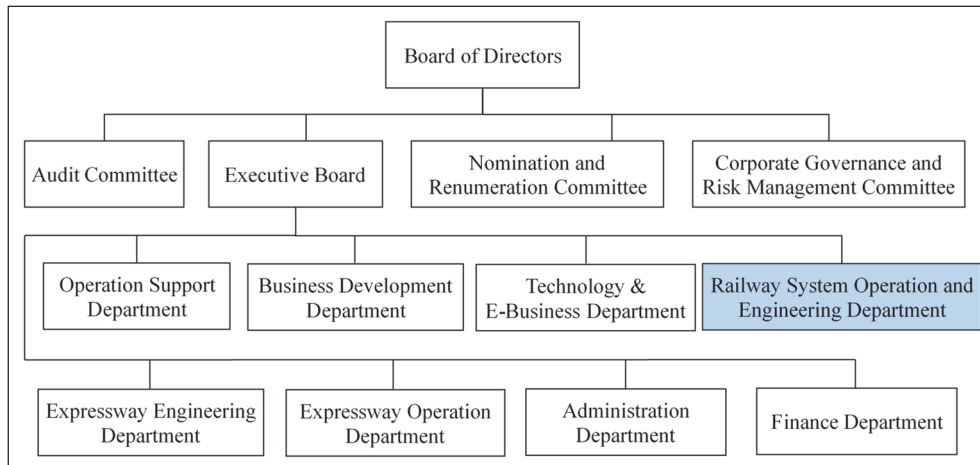 Board of Directors
Audit Committee
Executive Board
Nomination and
Renumeration Committee
Corporate Governance and
Risk Management Committee
Operation Support
Department
Business Development
Department
Technology &
E-Business Department
Railway System Operation and
Engineering Department
Expressway Engineering
Department
Expressway Operation
Department
Administration
Department
Finance Department